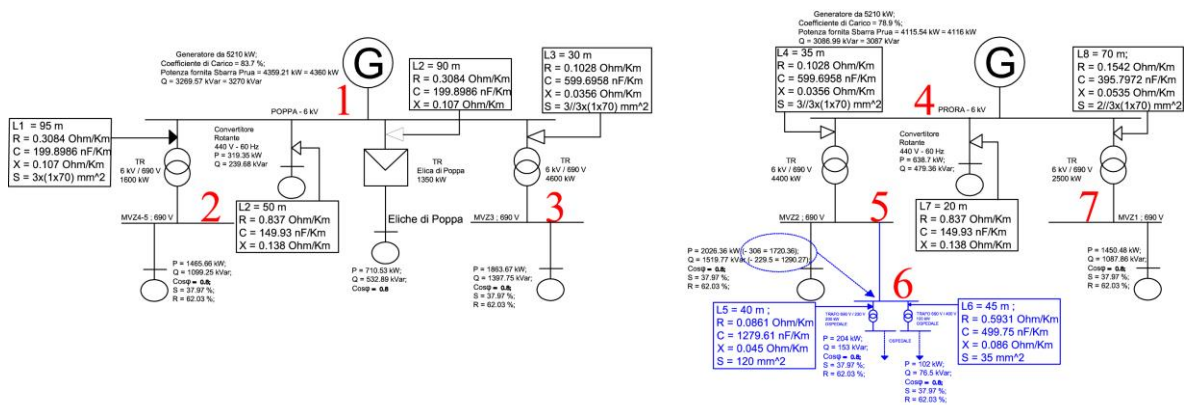 Generatore da 5210 kW;
Coefficiente di Carico: 83.7 %;
Potenza fornita Sbarra Prua = 4359.21 kW = 4360 kW
Q = 3269.57 kVar = 3270 kVar
G
L2 = 90 m
R = 0.3084 Ohm/Km
C = 199.8986 nF/Km
X = 0.107 Ohm/Km
L3 = 30 m
R = 0.1028 Ohm/Km
C = 599.6958 nF/Km
X = 0.0356 Ohm/Km
S = 3//3x(1x70) mm^2
1
POPPA - 6 kV
L1 = 95 m
R = 0.3084 Ohm/Km
C = 199.8986 nF/Km
X = 0.107 Ohm/Km
S = 3x(1x70) mm^2
TR
6 kV / 690 V
1600 kW
Convertitore
Rotante
440 V - 60 Hz
P = 319.35 kW
Q = 239.68 kVar
TR
Elica di Poppa
1350 kW
TR
6 kV / 690 V
4600 kW
2
MVZ4-5 ; 690 V
L2 = 50 m
R = 0.837 Ohm/Km
C = 149.93 nF/Km
X = 0.138 Ohm/Km
Eliche di Poppa
MVZ3 ; 690 V
3
P = 1465.66 kW
Q = 1099.25 kVar;
Cosφ = 0.8;
S = 37.97 %;
R = 62.03 %;
P = 710.53 kW;
Q = 532.89 kVar;
Cosφ = 0.8
P = 1863.67 kW;
Q = 1397.75 kVar;
Cosφ = 0.8;
S = 37.97 %;
R = 62.03 %;
Generatore da 5210 kW;
Coefficiente di Carico: 78.9 %;
Potenza fornita Sbarra Prua = 4115.54 kW = 4116 kW
Q = 3086.99 kVar = 3087 kVar
G
L4 = 35 m
R = 0.1028 Ohm/Km
C = 599.6958 nF/Km
X = 0.0356 Ohm/Km
S = 3//3x(1x70) mm^2
L8 = 70 m;
R = 0.1542 Ohm/Km
C = 395.7972 nF/Km
X = 0.0535 Ohm/Km
S = 2//3x(1x70) mm^2
4
PRORA - 6 kV
TR
6 kV / 690 V
4400 kW
Convertitore
Rotante
440 V - 60 Hz
P = 638.7 kW
Q = 479.36 kVar;
TR
6 kV / 690 V
2500 kW
MVZ2 ; 690 V
5
L7 = 20 m
R = 0.837 Ohm/Km
C = 149.93 nF/Km
X = 0.138 Ohm/Km
7
MVZ1 ; 690 V
P = 2026.36 kW (- 306 = 1720.36);
Q = 1519.77 kVar (- 229.5 = 1290.27);
Cosφ = 0.8;
S = 37.97 %;
R = 62.03 %;
P = 1450.48 kW;
Q = 1087.86 kVar;
Cosφ = 0.8;
S = 37.97 %;
R = 62.03 %;
6
L5 = 40 m ;
R = 0.0861 Ohm/Km
C = 1279.61 nF/Km
X = 0.045 Ohm/Km
S = 120 mm^2
OSPEDALE
OSPEDALE
OSPEDALE
L6 = 45 m ;
R = 0.5931 Ohm/Km
C = 499.75 nF/Km
X = 0.086 Ohm/Km
S = 35 mm^2
P = 204 kW;
Q = 153 kVar;
Cosφ = 0.8;
S = 37.97 %;
R = 62.03 %;
P = 102 kW;
Q = 76.5 kVar;
Cosφ = 0.8;
S = 37.97 %;
R = 62.03 %;